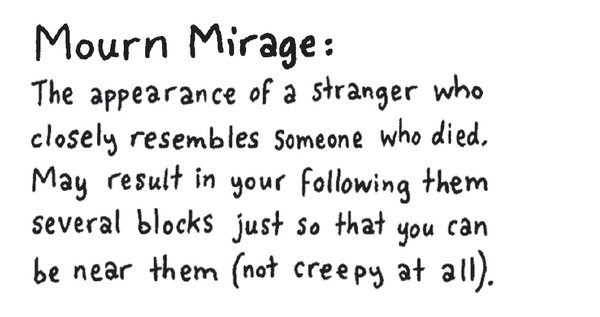 Mourn Mirage:
The appearance of a stranger who
closely resembles someone who died.
May result in your following them
several blocks just so that you can
be near them (not creepy at all).